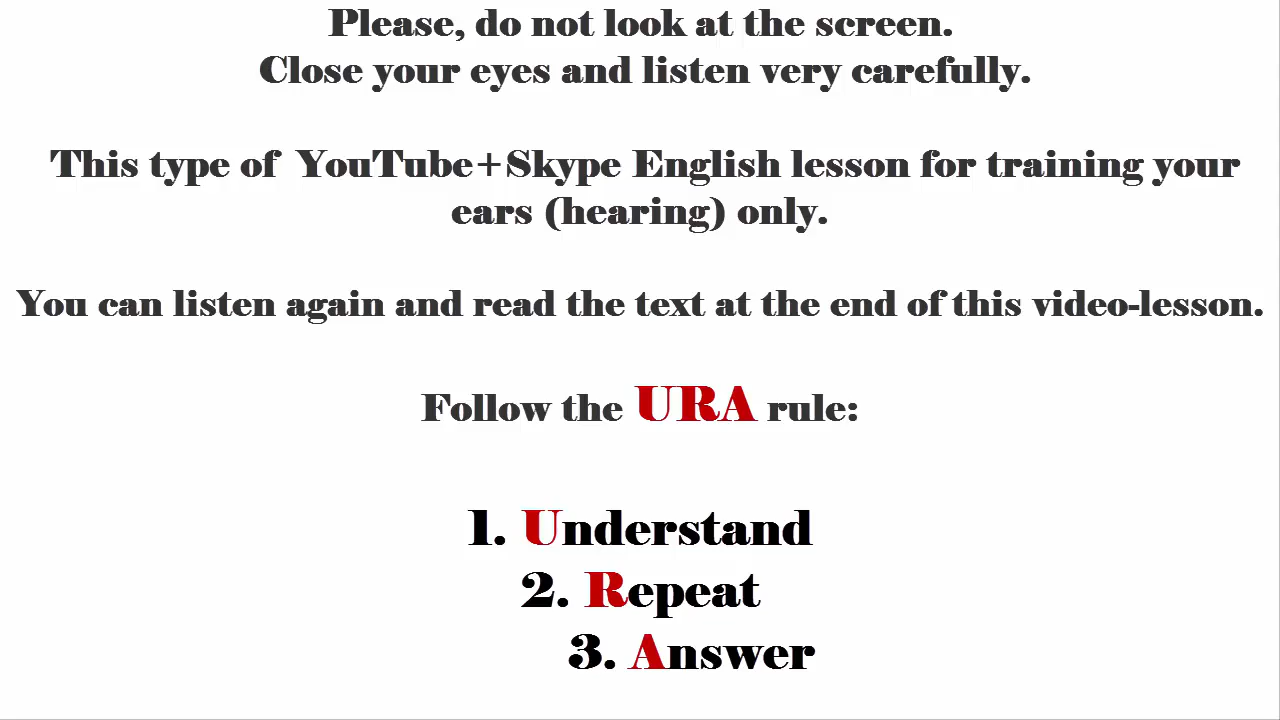 Please, do not look at the screen.
Close your eyes and listen very carefully.
This type of YouTube+Skype English lesson for training your
ears (hearing) only.
You can listen again and read the text at the end of this video-lesson.
Follow the URA rule:
1. Understand
2. Repeat
3. Answer